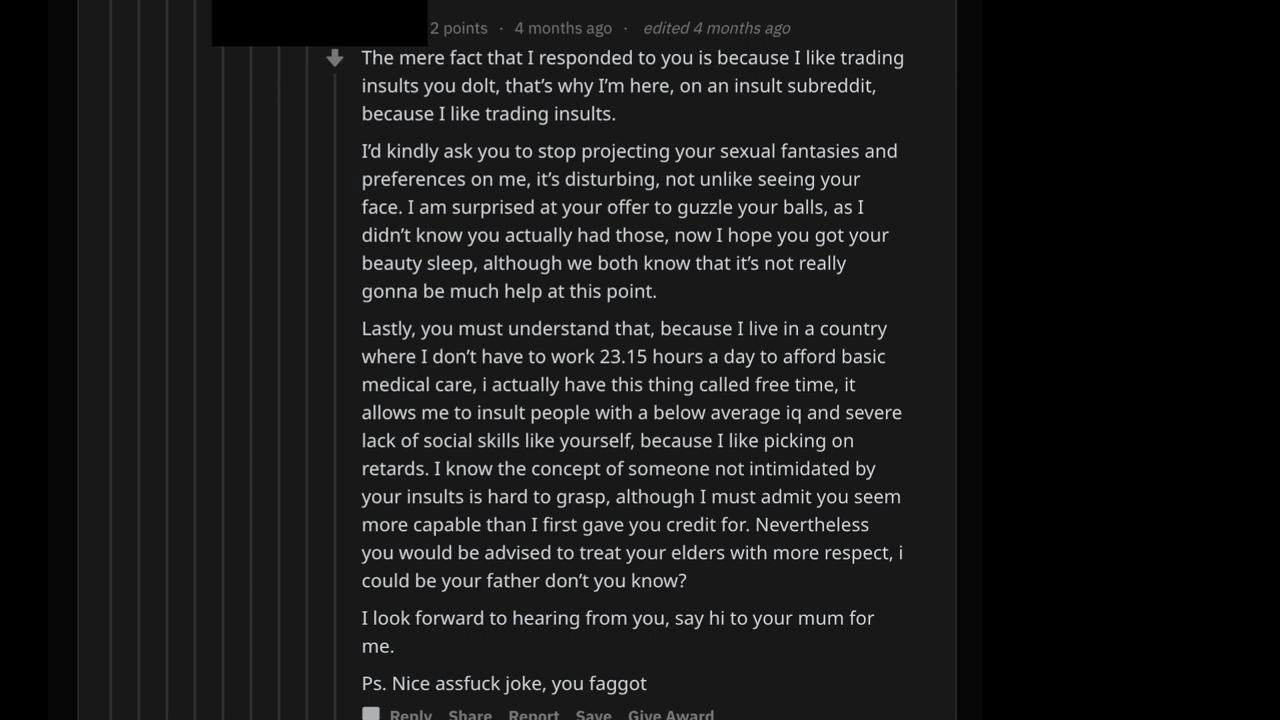 2 points · 4 months ago · edited 4 months ago
The mere fact that I responded to you is because I like trading
insults you dolt, that’s why I’m here, on an insult subreddit,
because I like trading insults.
I’d kindly ask you to stop projecting your sexual fantasies and
preferences on me, it’s disturbing, not unlike seeing your
face. I am surprised at your offer to guzzle your balls, as I
didn’t know you actually had those, now I hope you got your
beauty sleep, although we both know that it’s not really
gonna be much help at this point.
Lastly, you must understand that, because I live in a country
where I don’t have to work 23.15 hours a day to afford basic
medical care, i actually have this thing called free time, it
allows me to insult people with a below average iq and severe
lack of social skills like yourself, because I like picking on
retards. I know the concept of someone not intimidated by
your insults is hard to grasp, although I must admit you seem
more capable than I first gave you credit for. Nevertheless
you would be advised to treat your elders with more respect, i
could be your father don’t you know?
I look forward to hearing from you, say hi to your mum for
me.
Ps. Nice assfuck joke, you faggot
Reply Share Report Save Give Award